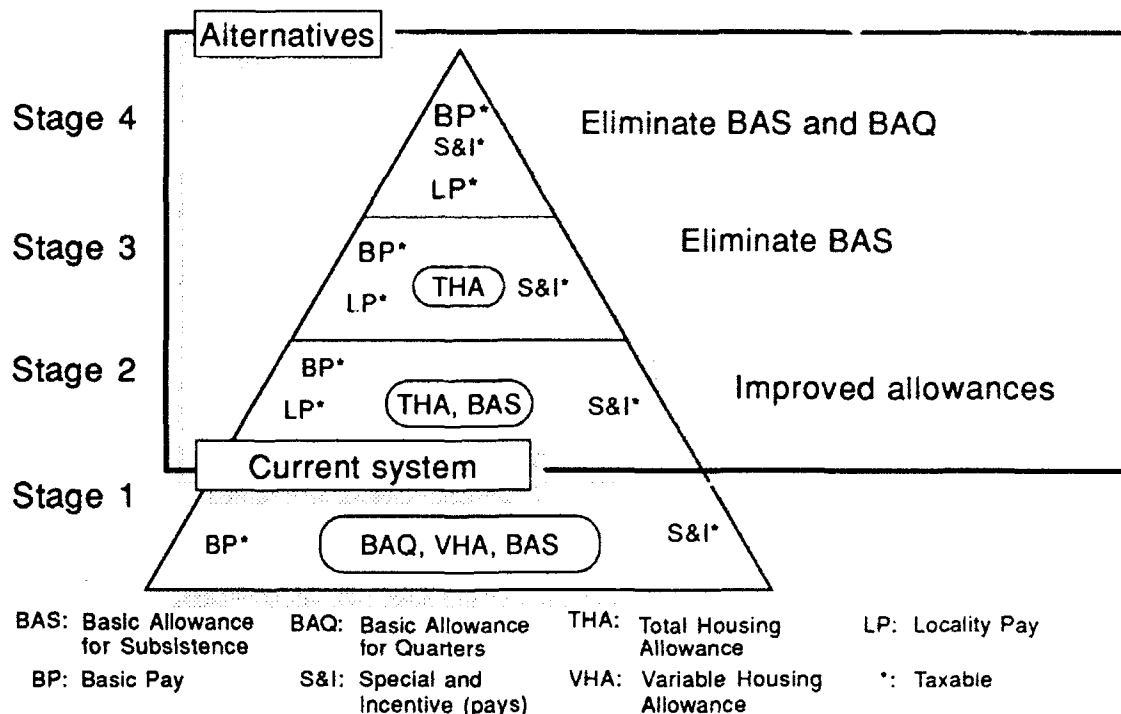 Alternatives
Stage 4
BP*
S&I*
LP*
Eliminate BAS and BAQ
Stage 3
BP*
LP*
THA
S&I*
Eliminate BAS
Stage 2
BP*
LP*
THA, BAS
S&I*
Improved allowances
Current system
Stage 1
BP*
BAQ, VHA, BAS
S&I*
BAS: Basic Allowance
for Subsistence
BAQ: Basic Allowance
for Quarters
THA: Total Housing
Allowance
LP: Locality Pay
BP: Basic Pay
S&I: Special and
Incentive (pays)
VHA: Variable Housing
Allowance
*: Taxable